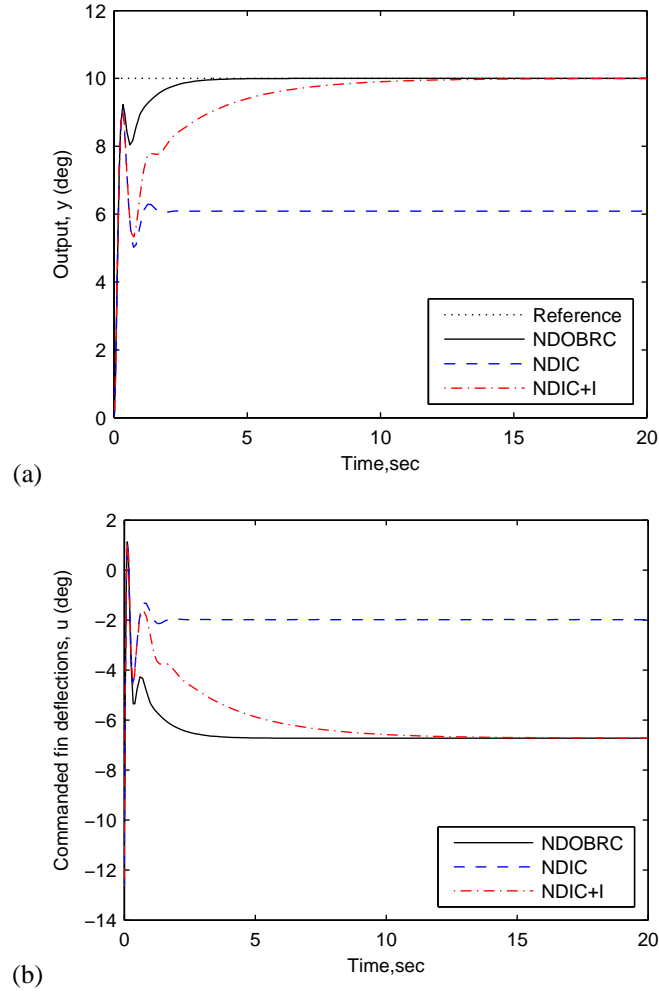 12
10
8
6
4
2
0
Output, y (deg)
Reference
NDOBRC
NDIC
NDIC+I
0
5
10
15
20
Time,sec
(a)
2
0
−2
−4
−6
−8
−10
−12
−14
Commanded fin deflections, u (deg)
NDOBRC
NDIC
NDIC+I
0
5
10
15
20
Time,sec
(b)